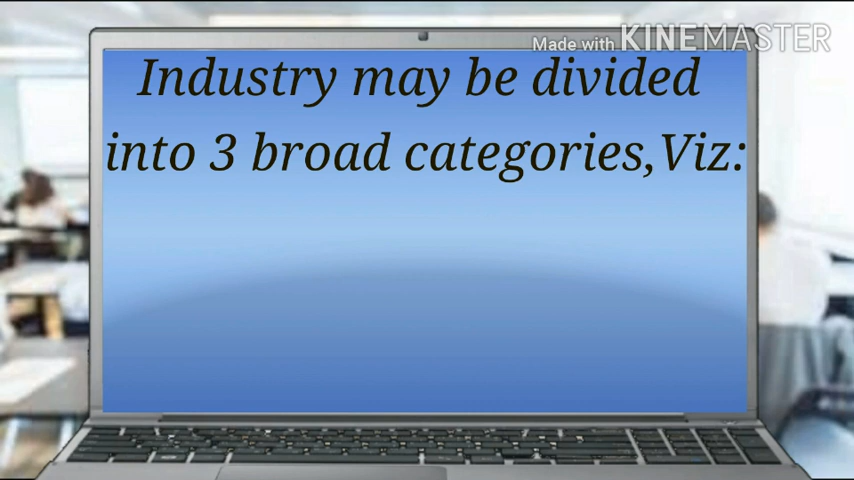 Made with KINEMASTER
Industry may be divided
into 3 broad categories,Viz: